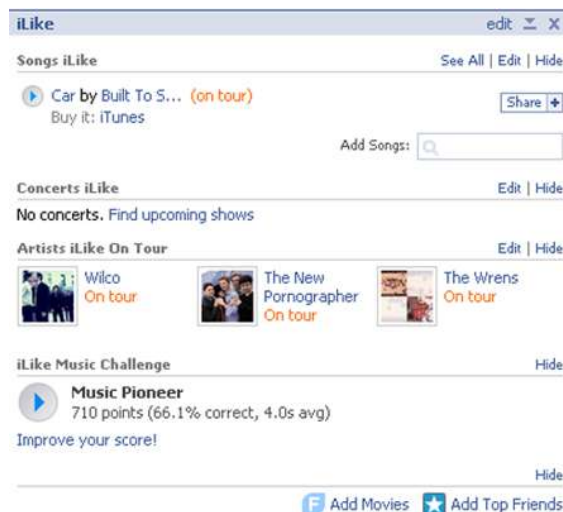 iLike edit X
Songs iLike See All | Edit | Hide
Car by Built To S... (on tour) Share +
Buy it: iTunes
Add Songs:
Concerts iLike Edit | Hide
No concerts. Find upcoming shows
Artists iLike On Tour Edit | Hide
Wilco
On tour
The New
Pornographer
On tour
The Wrens
On tour
iLike Music Challenge Hide
Music Pioneer
710 points (66.1% correct, 4.0s avg)
Improve your score!
Hide
F Add Movies Add Top Friends